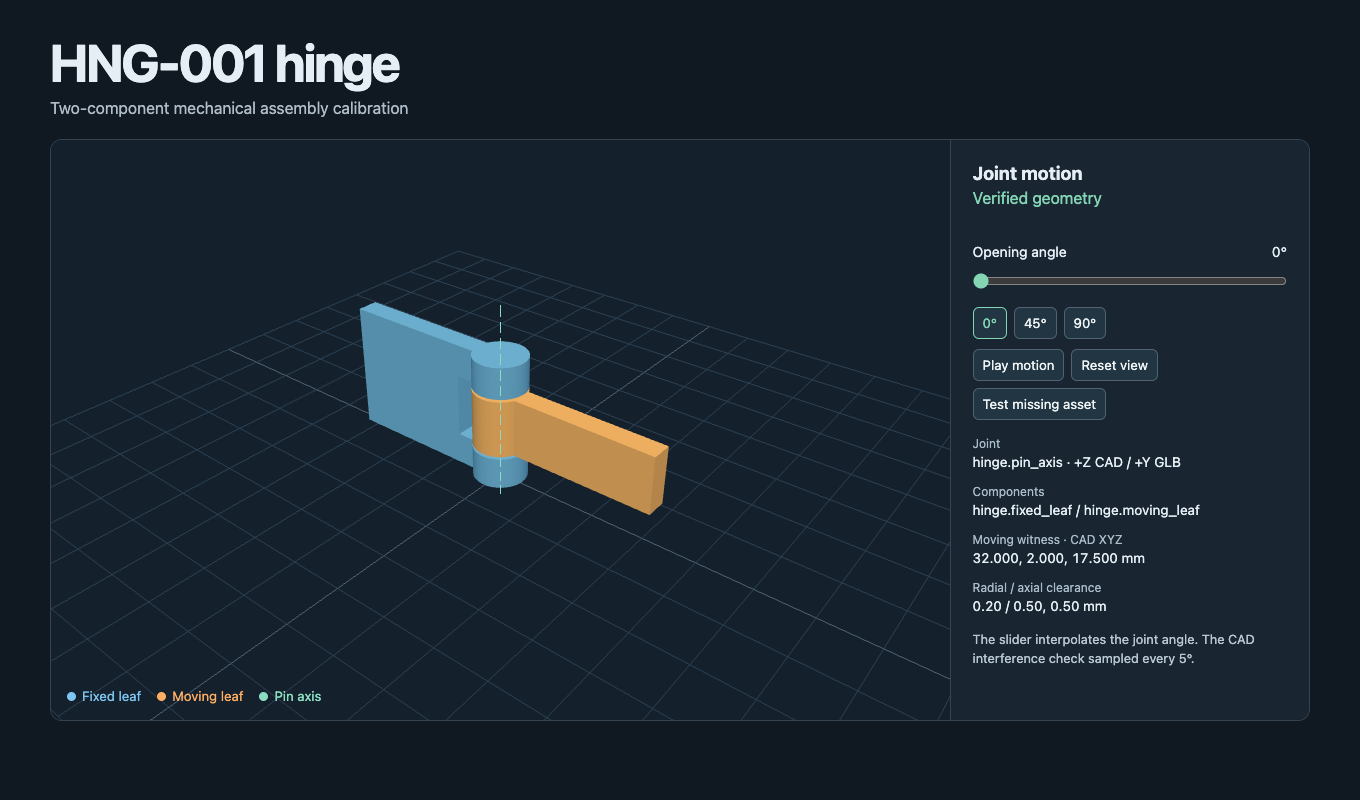 HNG-001 hinge
Two-component mechanical assembly calibration
Joint motion
Verified geometry
Opening angle 0°
0° 45° 90°
Play motion Reset view
Test missing asset
Joint
hinge.pin_axis · +Z CAD / +Y GLB
Components
hinge.fixed_leaf / hinge.moving_leaf
Moving witness · CAD XYZ
32.000, 2.000, 17.500 mm
Radial / axial clearance
0.20 / 0.50, 0.50 mm
The slider interpolates the joint angle. The CAD
interference check sampled every 5°.
Fixed leaf Moving leaf Pin axis